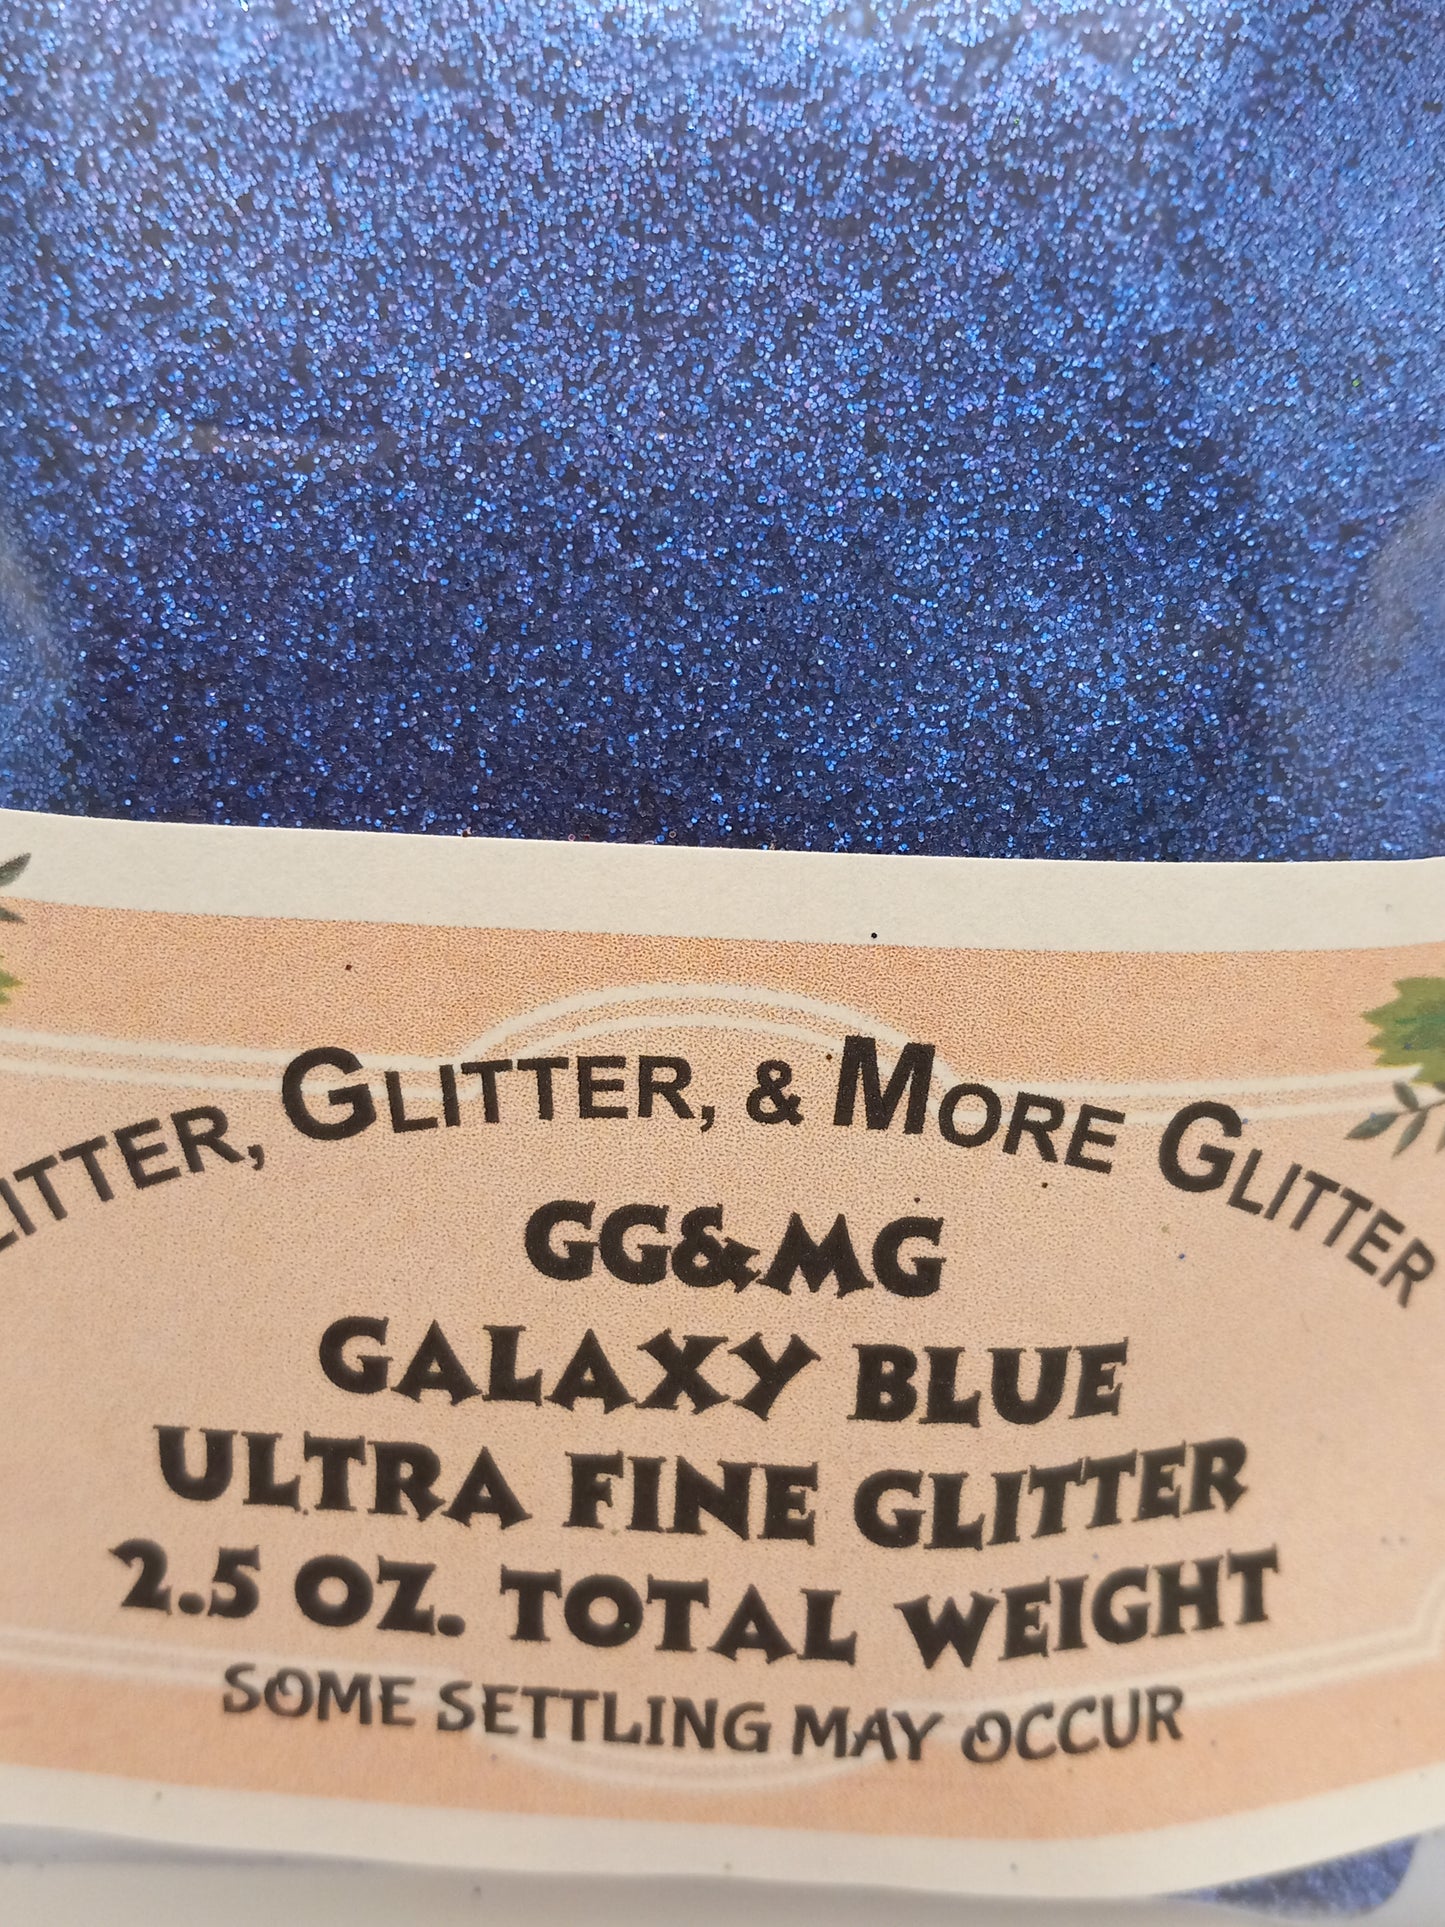 LITTER, GLITTER, & MORE GLITTER
GG&MG
GALAXY BLUE
ULTRA FINE GLITTER
2.5 OZ. TOTAL WEIGHT
SOME SETTLING MAY OCCUR